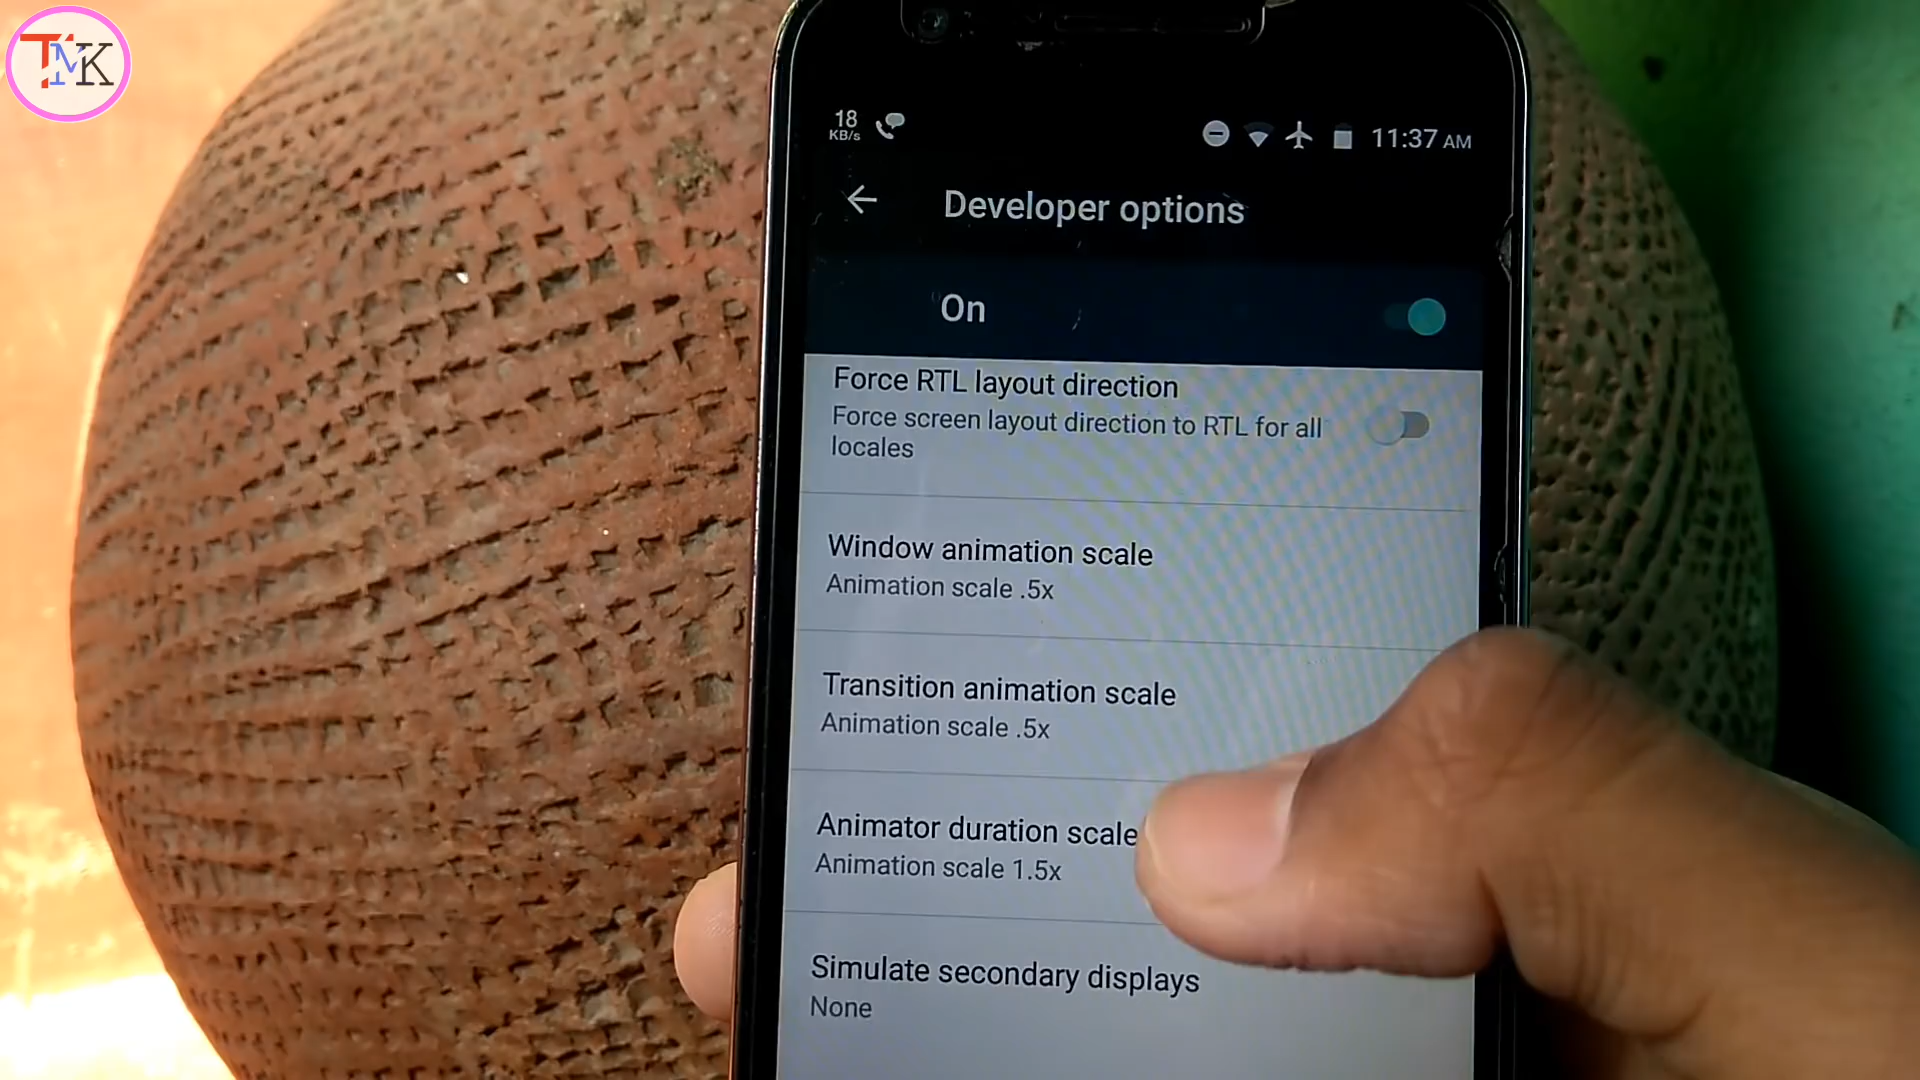 TMK
18
KB/s
11:37 AM
Developer options
On
Force RTL layout direction
Force screen layout direction to RTL for all
locales
Window animation scale
Animation scale .5x
Transition animation scale
Animation scale .5x
Animator duration scale
Animation scale 1.5x
Simulate secondary displays
None